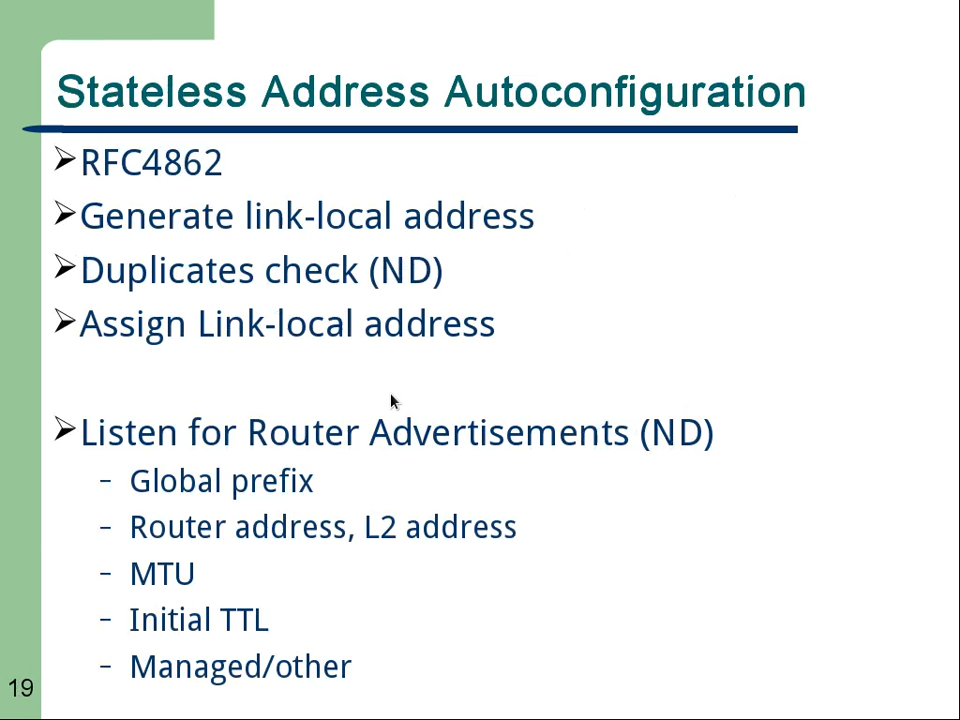 Stateless Address Autoconfiguration
RFC4862
Generate link-local address
Duplicates check (ND)
Assign Link-local address
Listen for Router Advertisements (ND)
– Global prefix
– Router address, L2 address
– MTU
– Initial TTL
– Managed/other
19